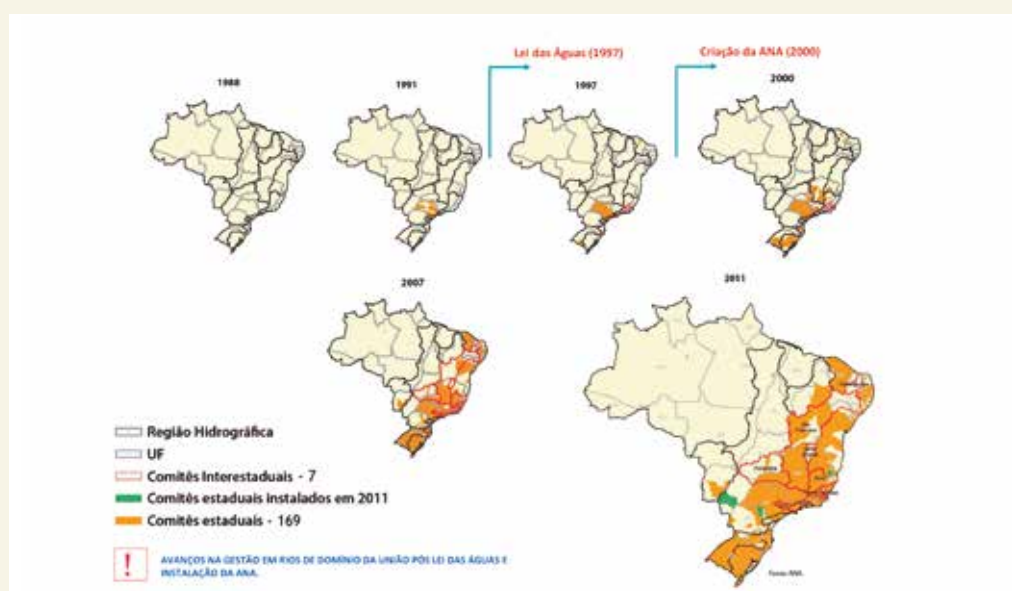 Lei das Águas (1997)
Criação da ANA (2000)
1988
1991
1997
2000
2007
2011
Região Hidrográfica
UF
Comitês Interestaduais - 7
Comitês estaduais instalados em 2011
Comitês estaduais - 169
!
AVANÇOS NA GESTÃO EM RIOS DE DOMÍNIO DA UNIÃO PÓS LEI DAS ÁGUAS E
INSTALAÇÃO DA ANA.
Fonte: ANA.